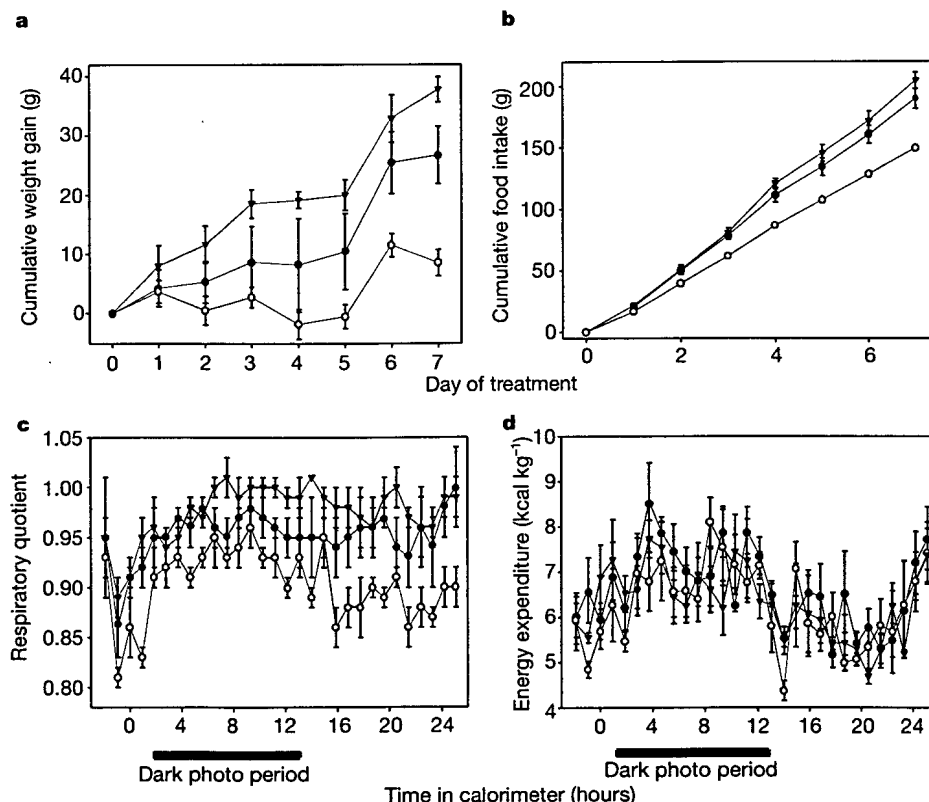 a
Cumulative weight gain (g)
40
30
20
10
0
0 1 2 3 4 5 6 7
b
Cumulative food intake (g)
200
150
100
50
0
0 2 4 6
Day of treatment
c
Respiratory quotient
1.05
1.00
0.95
0.90
0.85
0.80
0 4 8 12 16 20 24
Dark photo period
d
Energy expenditure (kcal kg⁻¹)
10
9
8
7
6
5
4
0 4 8 12 16 20 24
Dark photo period
Time in calorimeter (hours)